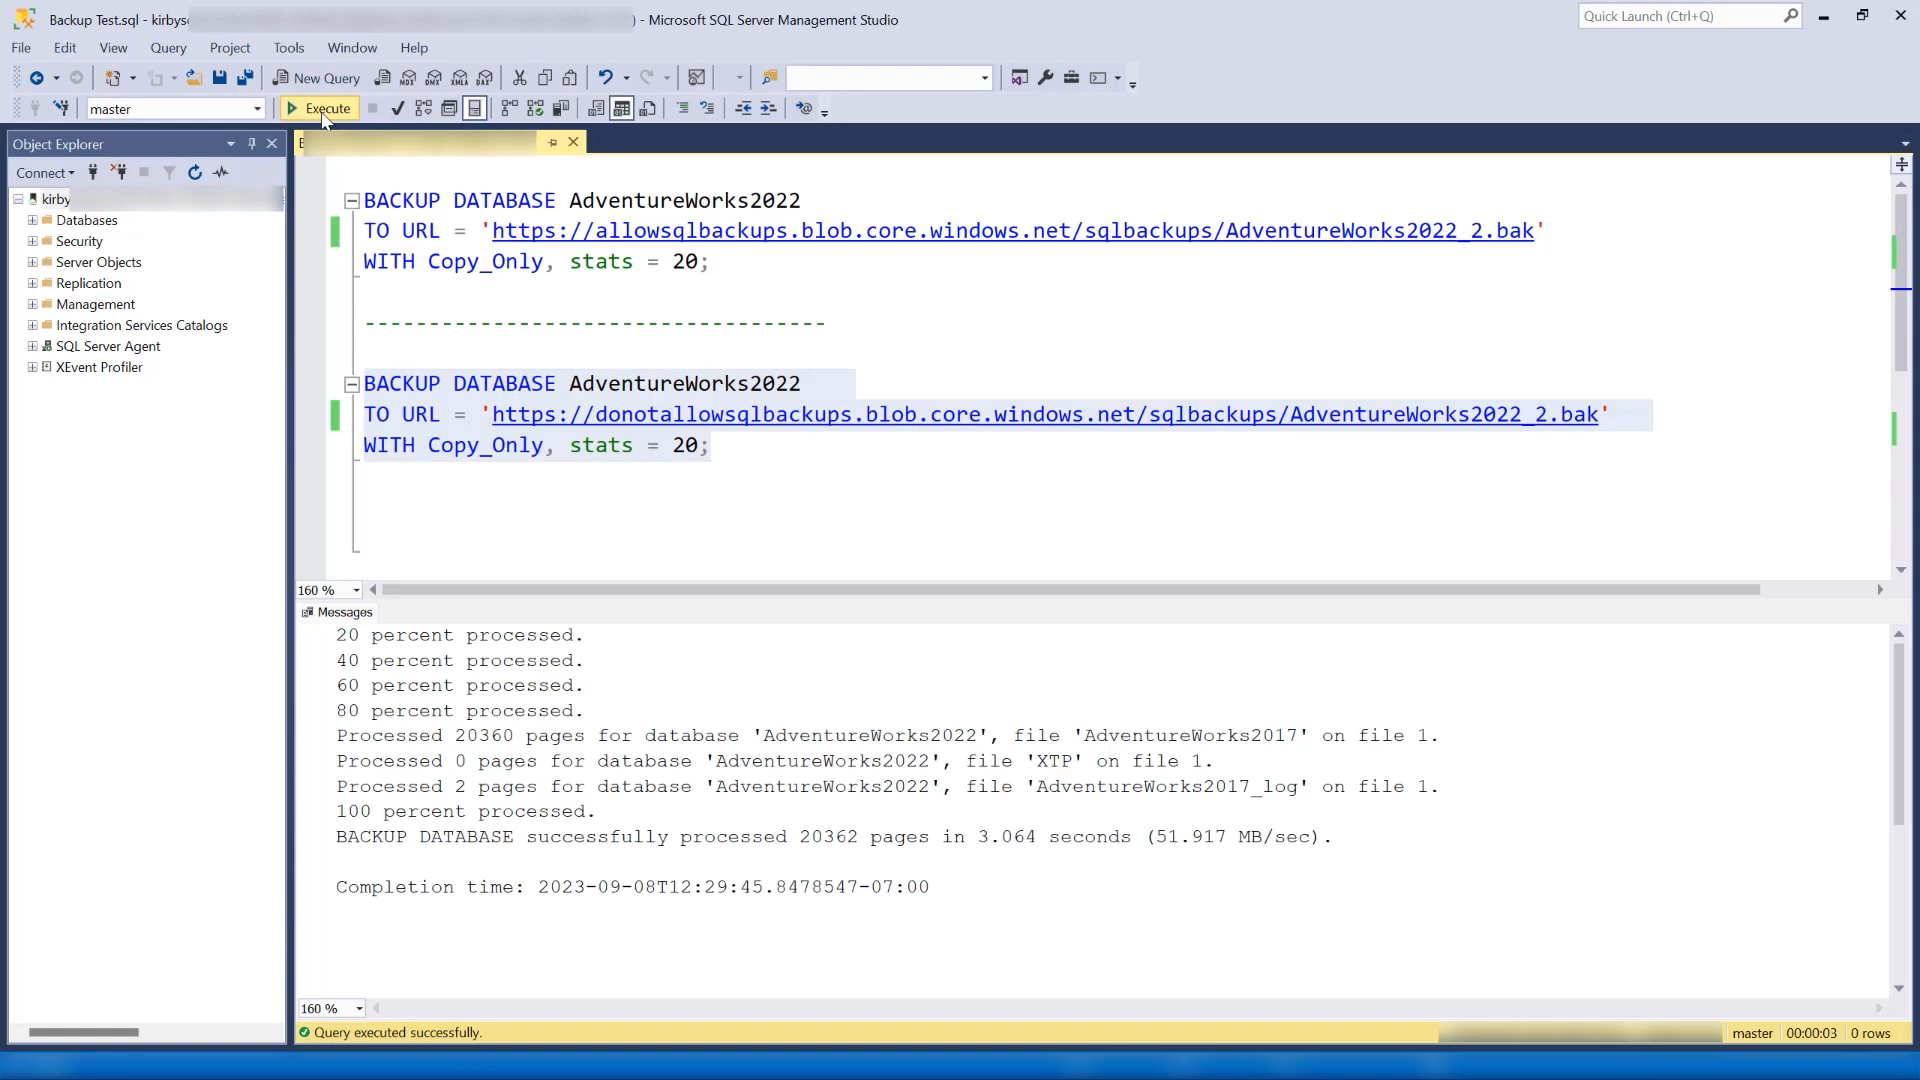 Backup Test.sql - kirbys
) - Microsoft SQL Server Management Studio
Quick Launch (Ctrl+Q)
File Edit View Query Project Tools Window Help
New Query
MDX DMX XMLA DAX
master
Execute
Object Explorer
Connect
kirby
Databases
Security
Server Objects
Replication
Management
Integration Services Catalogs
SQL Server Agent
XEvent Profiler
BACKUP DATABASE AdventureWorks2022
TO URL = 'https://allowsqlbackups.blob.core.windows.net/sqlbackups/AdventureWorks2022_2.bak'
WITH Copy_Only, stats = 20;
------------------------------------
BACKUP DATABASE AdventureWorks2022
TO URL = 'https://donotallowsqlbackups.blob.core.windows.net/sqlbackups/AdventureWorks2022_2.bak'
WITH Copy_Only, stats = 20;
160 %
Messages
20 percent processed.
40 percent processed.
60 percent processed.
80 percent processed.
Processed 20360 pages for database 'AdventureWorks2022', file 'AdventureWorks2017' on file 1.
Processed 0 pages for database 'AdventureWorks2022', file 'XTP' on file 1.
Processed 2 pages for database 'AdventureWorks2022', file 'AdventureWorks2017_log' on file 1.
100 percent processed.
BACKUP DATABASE successfully processed 20362 pages in 3.064 seconds (51.917 MB/sec).
Completion time: 2023-09-08T12:29:45.8478547-07:00
160 %
Query executed successfully.
master 00:00:03 0 rows